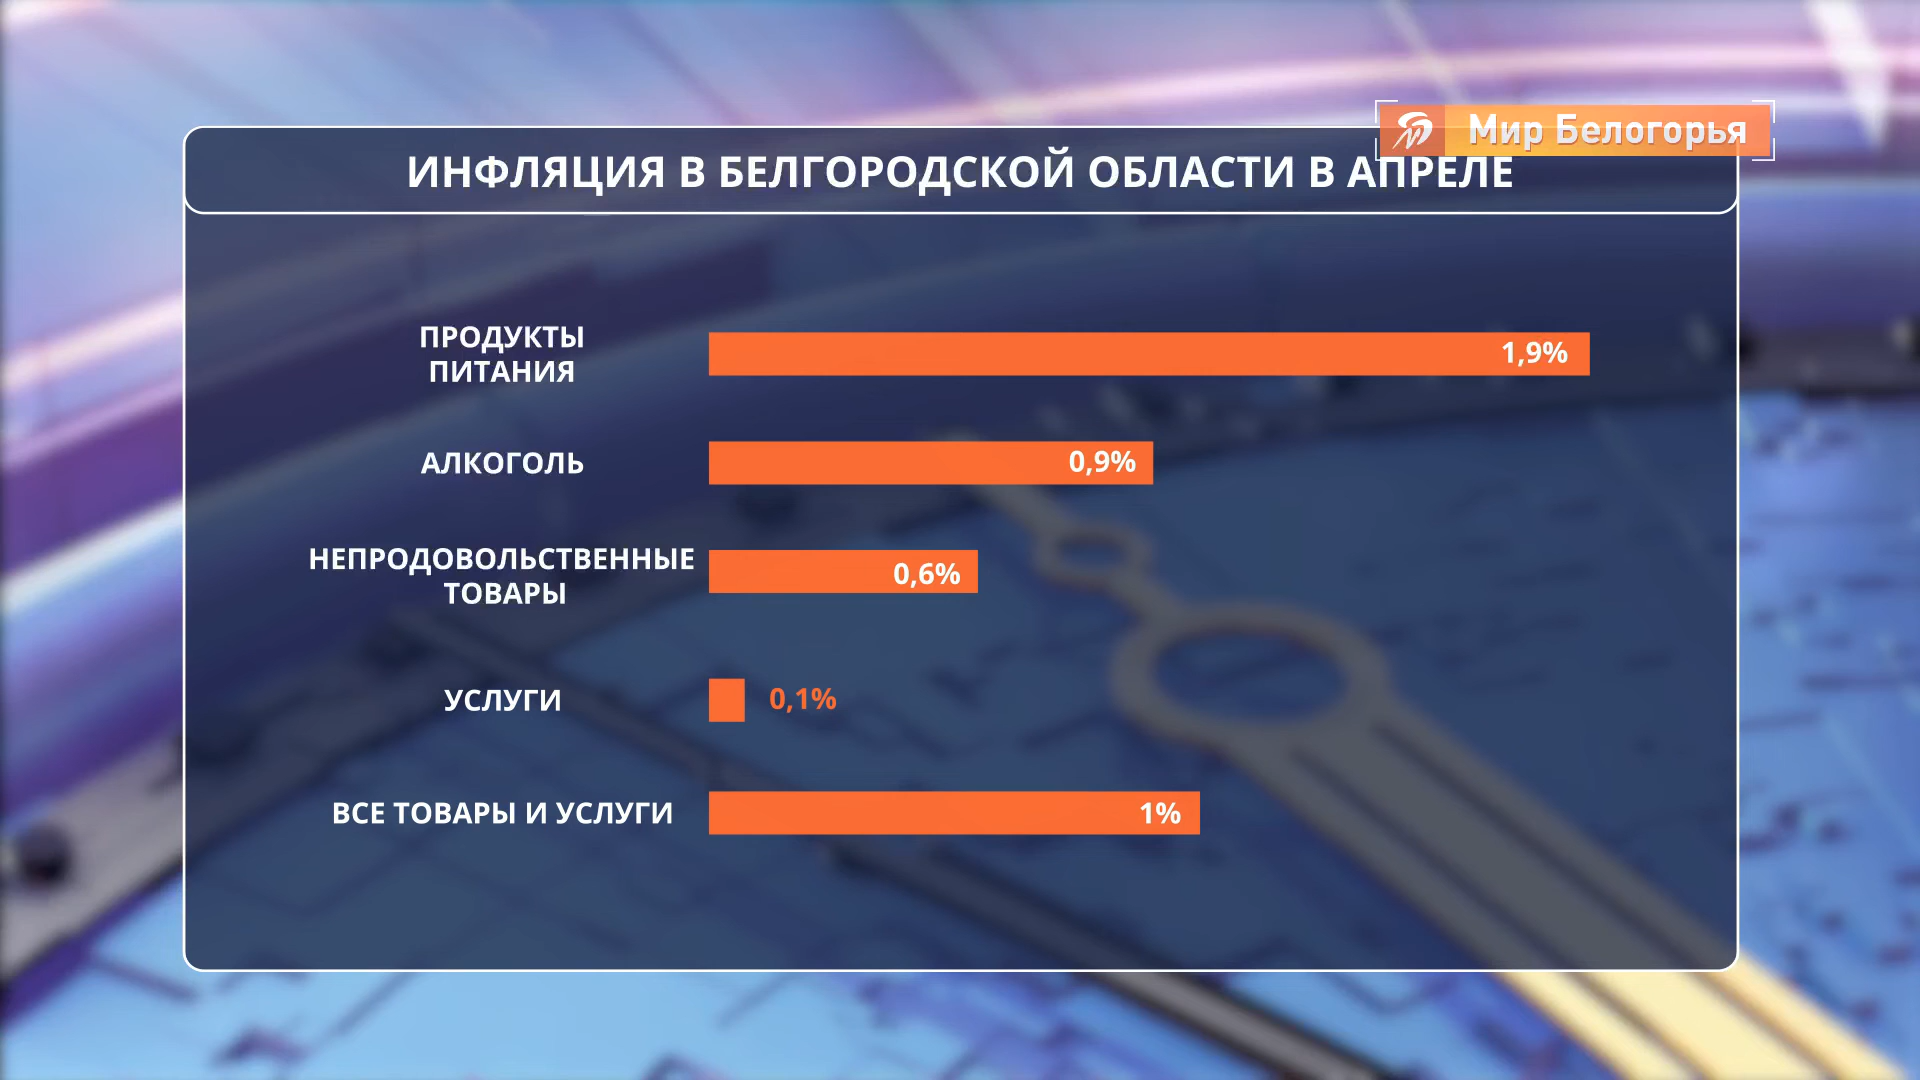 Мир Белогорья
ИНФЛЯЦИЯ В БЕЛГОРОДСКОЙ ОБЛАСТИ В АПРЕЛЕ
ПРОДУКТЫ
ПИТАНИЯ
1,9%
АЛКОГОЛЬ
0,9%
НЕПРОДОВОЛЬСТВЕННЫЕ
ТОВАРЫ
0,6%
УСЛУГИ
0,1%
ВСЕ ТОВАРЫ И УСЛУГИ
1%